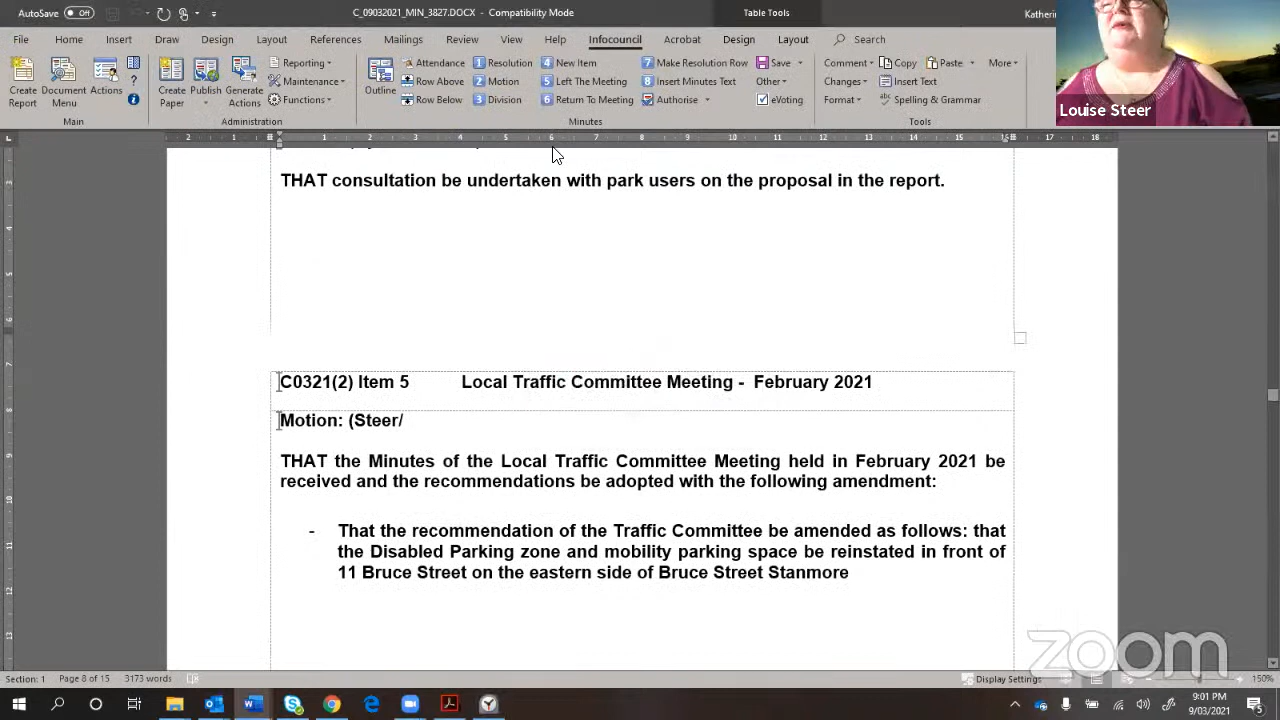 AutoSave Off
C_09032021_MIN_3827.DOCX - Compatibility Mode
Table Tools
Katherin
File Home Insert Draw Design Layout References Mailings Review View Help Infocouncil Acrobat Design Layout Search
Create Document Actions
Document Menu
Main
Create Publish Generate
Paper Actions
Reporting
Maintenance
Functions
Administration
Outline
Attendance
Row Above
Row Below
1 Resolution
2 Motion
3 Division
4 New Item
5 Left The Meeting
6 Return To Meeting
7 Make Resolution Row
8 Insert Minutes Text
9 Authorise
Save
Other
eVoting
Minutes
Comment Copy Paste More
Changes Insert Text
Format Spelling & Grammar
Tools
Louise Steer
THAT consultation be undertaken with park users on the proposal in the report.
C0321(2) Item 5 Local Traffic Committee Meeting - February 2021
Motion: (Steer/
THAT the Minutes of the Local Traffic Committee Meeting held in February 2021 be
received and the recommendations be adopted with the following amendment:
- That the recommendation of the Traffic Committee be amended as follows: that
the Disabled Parking zone and mobility parking space be reinstated in front of
11 Bruce Street on the eastern side of Bruce Street Stanmore
zoom
Section: 1 Page 8 of 15 3173 words
Display Settings
150%
9:01 PM
9/03/2021